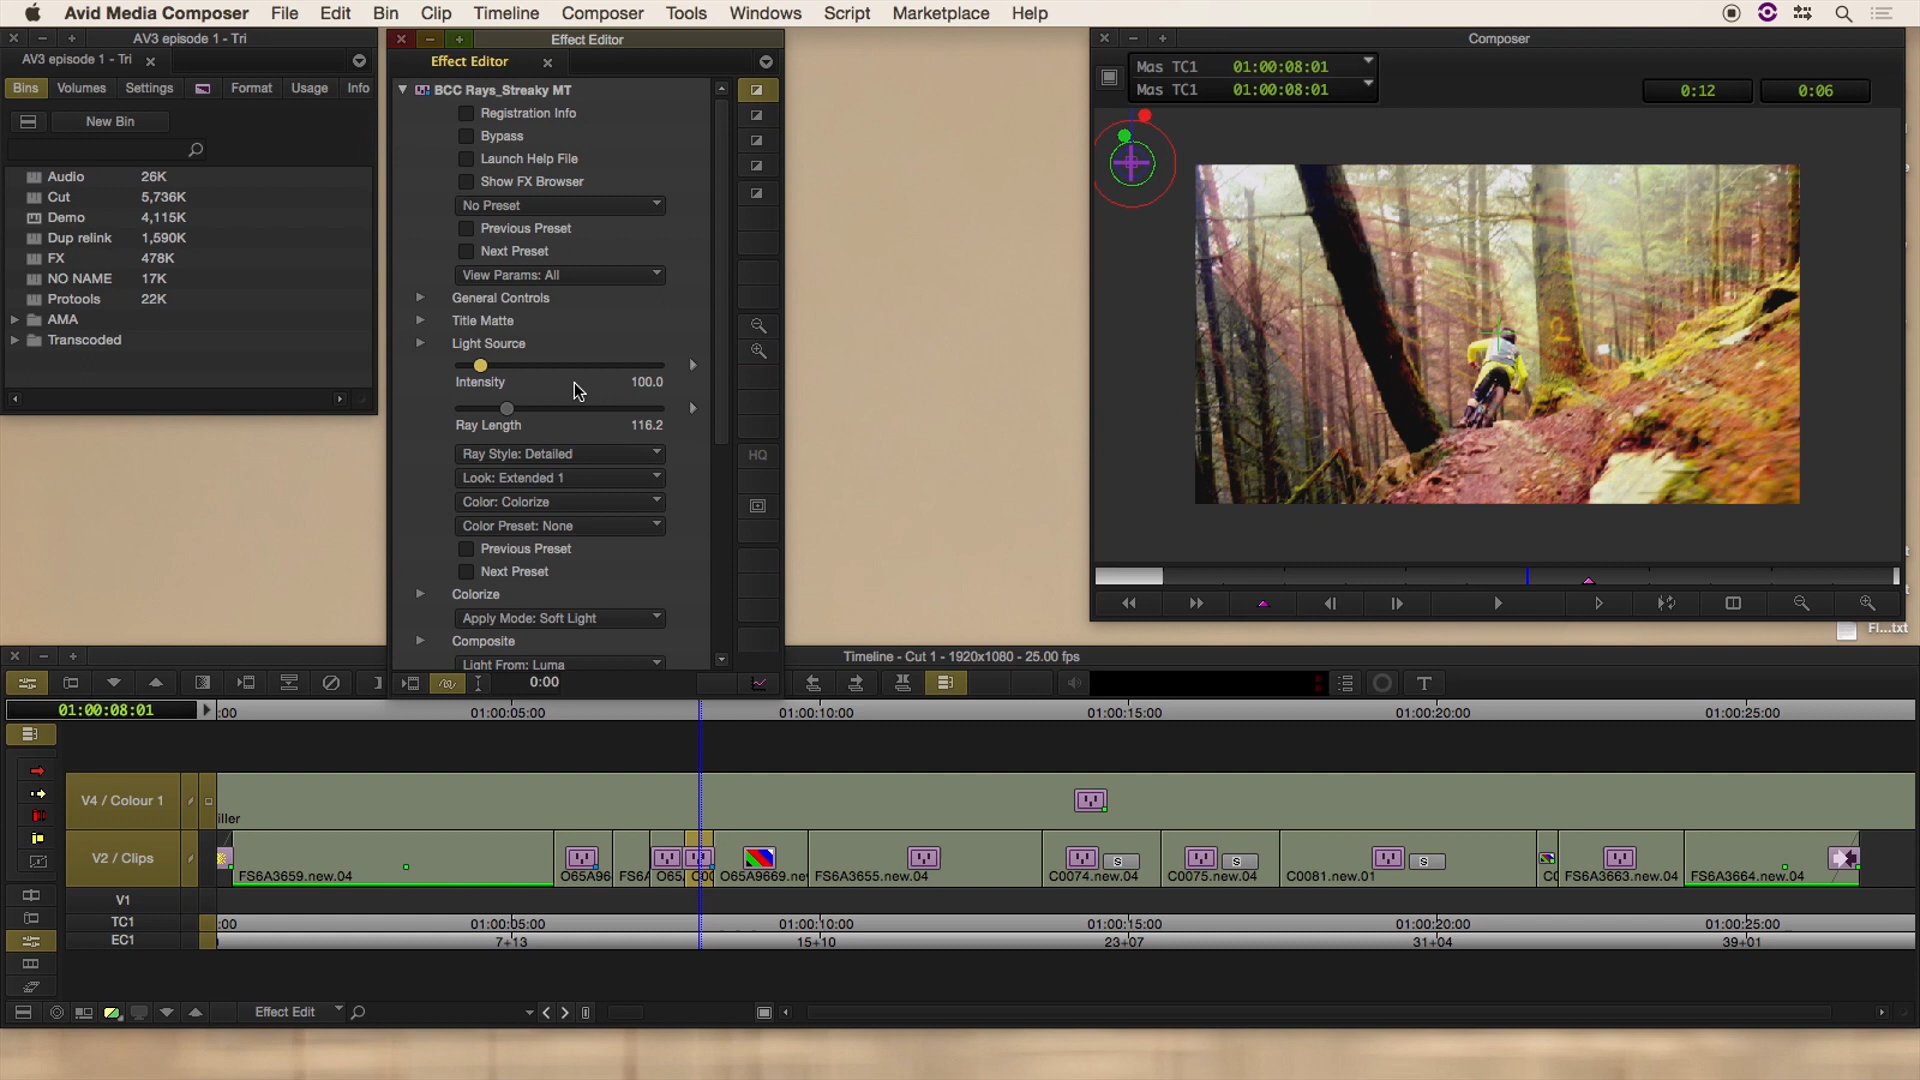 Avid Media Composer File Edit Bin Clip Timeline Composer Tools Windows Script Marketplace Help
AV3 episode 1 - Tri
AV3 episode 1 - Tri
Bins Volumes Settings Format Usage Info
New Bin
Audio 26K
Cut 5,736K
Demo 4,115K
Dup relink 1,590K
FX 478K
NO NAME 17K
Protools 22K
AMA
Transcoded
Effect Editor
Effect Editor
BCC Rays_Streaky MT
Registration Info
Bypass
Launch Help File
Show FX Browser
No Preset
Previous Preset
Next Preset
View Params: All
General Controls
Title Matte
Light Source
Intensity 100.0
Ray Length 116.2
Ray Style: Detailed
Look: Extended 1
Color: Colorize
Color Preset: None
Previous Preset
Next Preset
Colorize
Apply Mode: Soft Light
Composite
Light From: Luma
0:00
HQ
Composer
Mas TC1 01:00:08:01
Mas TC1 01:00:08:01
0:12 0:06
Fl...txt
Timeline - Cut 1 - 1920x1080 - 25.00 fps
T
01:00:08:01
:00 01:00:05:00 01:00:10:00 01:00:15:00 01:00:20:00 01:00:25:00
V4 / Colour 1
iller
V2 / Clips
S S S
FS6A3659.new.04 O65A96 FS6/ O65. O65A9669.ne FS6A3655.new.04 C0074.new.04 C0075.new.04 C0081.new.01 FS6A3663.new.04 FS6A3664.new.04
V1
TC1 :00 01:00:05:00 01:00:10:00 01:00:15:00 01:00:20:00 01:00:25:00
EC1 7+13 15+10 23+07 31+04 39+01
Effect Edit